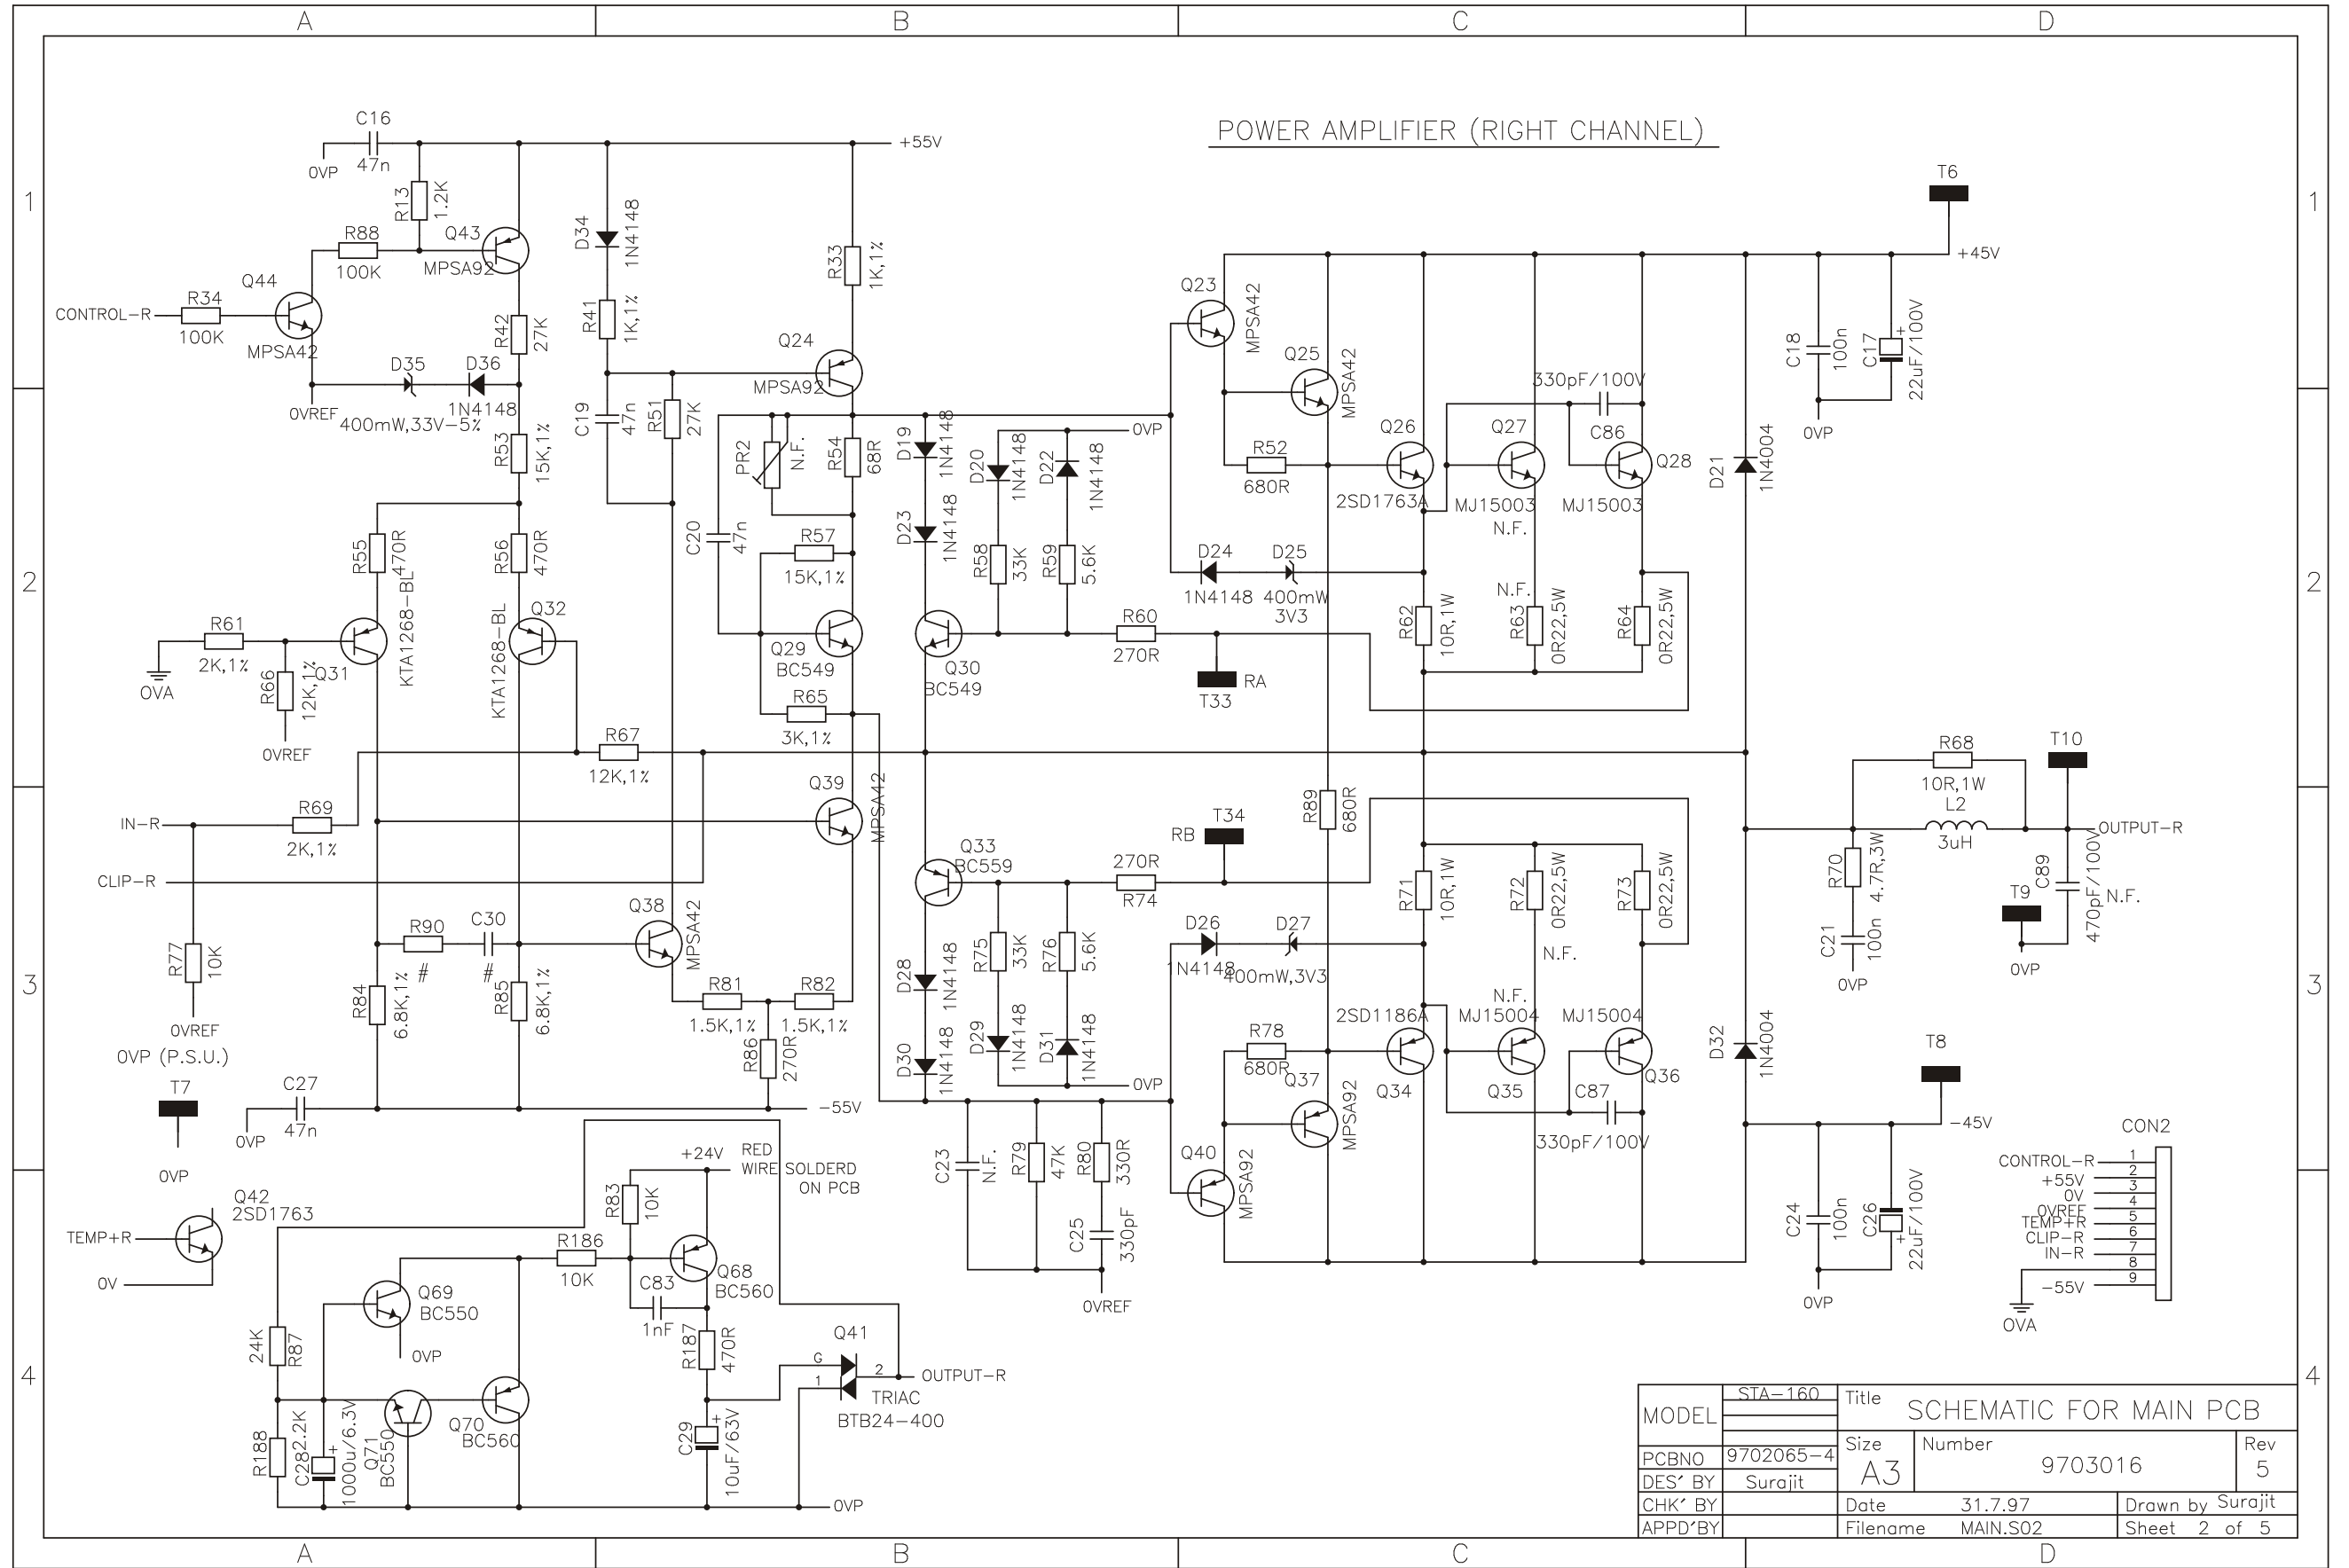 A B C D
1
2
3
4
1
2
3
4
POWER AMPLIFIER (RIGHT CHANNEL)
C16
47n
0VP
+55V
R13
1.2K
R88
100K
Q43
MPSA92
Q44
MPSA42
CONTROL-R
R34
100K
R42
27K
D35
D36
1N4148
0VREF
400mW,33V-5%
R53
15K,1%
R55
470R
R56
470R
KTA1268-BL
KTA1268-BL
Q32
Q31
R61
2K,1%
R66
12K,1%
OVA
0VREF
D34
1N4148
R41
1K,1%
R33
1K,1%
Q24
MPSA92
C19
47n
R51
27K
PR2
N.F.
R54
68R
C20
47n
R57
15K,1%
Q29
BC549
R65
3K,1%
D19
1N4148
D23
1N4148
D20
1N4148
D22
1N4148
0VP
R58
33K
R59
5.6K
Q30
BC549
R60
270R
T33
RA
Q23
MPSA42
Q25
MPSA42
R52
680R
Q26
2SD1763A
Q27
MJ15003
N.F.
330pF/100V
C86
Q28
MJ15003
D24
1N4148
D25
400mW
3V3
R62
10R,1W
N.F.
R63
0R22,5W
R64
0R22,5W
T6
+45V
C18
100n
C17
+
22uF/100V
0VP
D21
1N4004
R67
12K,1%
IN-R
R69
2K,1%
CLIP-R
R77
10K
0VREF
0VP (P.S.U.)
T7
0VP
R90
#
C30
#
R84
6.8K,1%
R85
6.8K,1%
C27
47n
0VP
-55V
Q39
MPSA42
Q38
MPSA42
R81
1.5K,1%
R82
1.5K,1%
R86
270R
Q33
BC559
D28
1N4148
D30
1N4148
R75
33K
R76
5.6K
D29
1N4148
D31
1N4148
0VP
270R
R74
RB
T34
R89
680R
D26
1N4148
D27
400mW,3V3
R71
10R,1W
R72
0R22,5W
N.F.
R73
0R22,5W
2SD1186A
Q34
N.F.
MJ15004
Q35
MJ15004
Q36
C87
330pF/100V
R78
680R
Q37
MPSA92
Q40
MPSA92
C23
N.F.
R79
47K
R80
330R
C25
330pF
0VREF
D32
1N4004
R68
10R,1W
L2
3uH
T10
OUTPUT-R
R70
4.7R,3W
C21
100n
0VP
T9
0VP
C89
470pF/100V
N.F.
T8
-45V
C24
100n
C26
+
22uF/100V
0VP
CON2
CONTROL-R 1
+55V 2
0V 3
0VREF 4
TEMP+R 5
CLIP-R 6
IN-R 7
8
-55V 9
OVA
Q42
2SD1763
TEMP+R
0V
Q69
BC550
0VP
24K
R87
R188
2.2K
C28
+
1000u/6.3V
Q71
BC550
Q70
BC560
R186
10K
R83
10K
+24V
RED
WIRE SOLDERD
ON PCB
Q68
BC560
C83
1nF
R187
470R
C29
+
10uF/63V
Q41
G
1
2
OUTPUT-R
TRIAC
BTB24-400
0VP
MODEL STA-160
Title SCHEMATIC FOR MAIN PCB
PCBNO 9702065-4
Size A3
Number 9703016
Rev 5
DES' BY Surajit
CHK' BY
Date 31.7.97
Drawn by Surajit
APPD'BY
Filename MAIN.S02
Sheet 2 of 5
A B C D